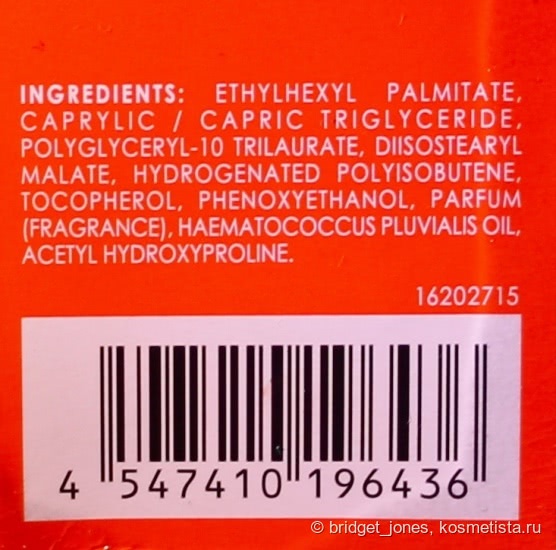 INGREDIENTS: ETHYLHEXYL PALMITATE,
CAPRYLIC / CAPRIC TRIGLYCERIDE,
POLYGLYCERYL-10 TRILAURATE, DIISOSTEARYL
MALATE, HYDROGENATED POLYISOBUTENE,
TOCOPHEROL, PHENOXYETHANOL, PARFUM
(FRAGRANCE), HAEMATOCOCCUS PLUVIALIS OIL,
ACETYL HYDROXYPROLINE.
16202715
4 547410 196436
© bridget_jones, kosmetista.ru